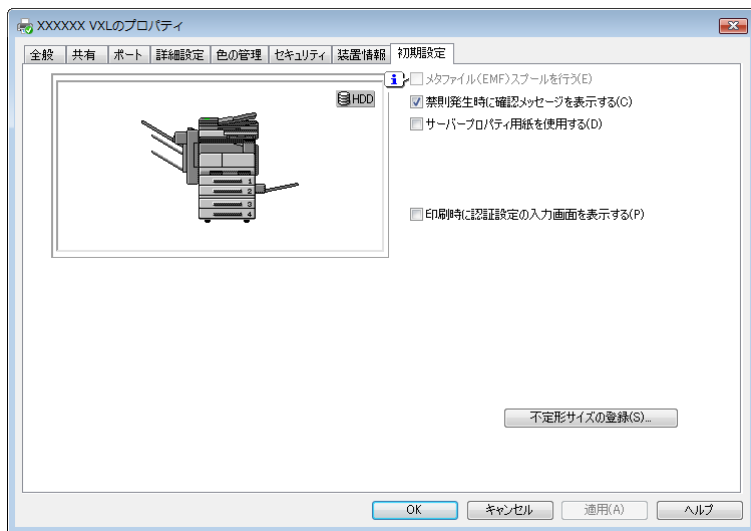 XXXXXX VXLのプロパティ
全般 共有 ポート 詳細設定 色の管理 セキュリティ 装置情報 初期設定
HDD
メタファイル(EMF)スプールを行う(E)
禁則発生時に確認メッセージを表示する(C)
サーバープロパティ用紙を使用する(D)
印刷時に認証設定の入力画面を表示する(P)
1
2
3
4
不定形サイズの登録(S)...
OK キャンセル 適用(A) ヘルプ